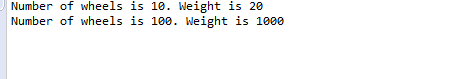 Number of wheels is 10. Weight is 20
Number of wheels is 100. Weight is 1000